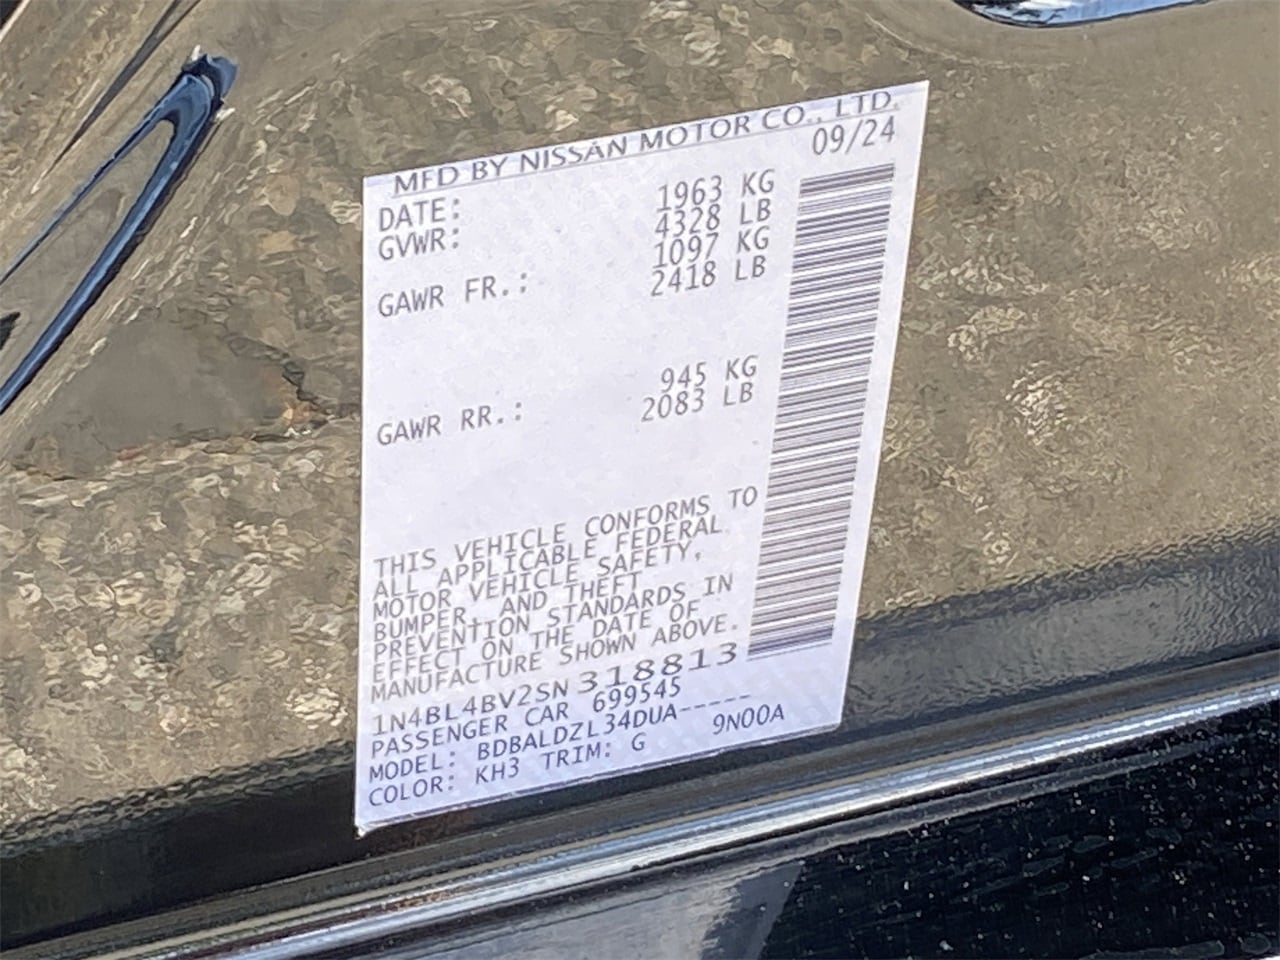 MFD BY NISSAN MOTOR CO., LTD.
DATE: 09/24
GVWR: 1963 KG
4328 LB
GAWR FR.: 1097 KG
2418 LB
GAWR RR.: 945 KG
2083 LB
THIS VEHICLE CONFORMS TO
ALL APPLICABLE FEDERAL
MOTOR VEHICLE SAFETY,
BUMPER, AND THEFT
PREVENTION STANDARDS IN
EFFECT ON THE DATE OF
MANUFACTURE SHOWN ABOVE.
1N4BL4BV2SN318813
PASSENGER CAR 699545
MODEL: BDBALDZL34DUA-----
COLOR: KH3 TRIM: G 9N00A